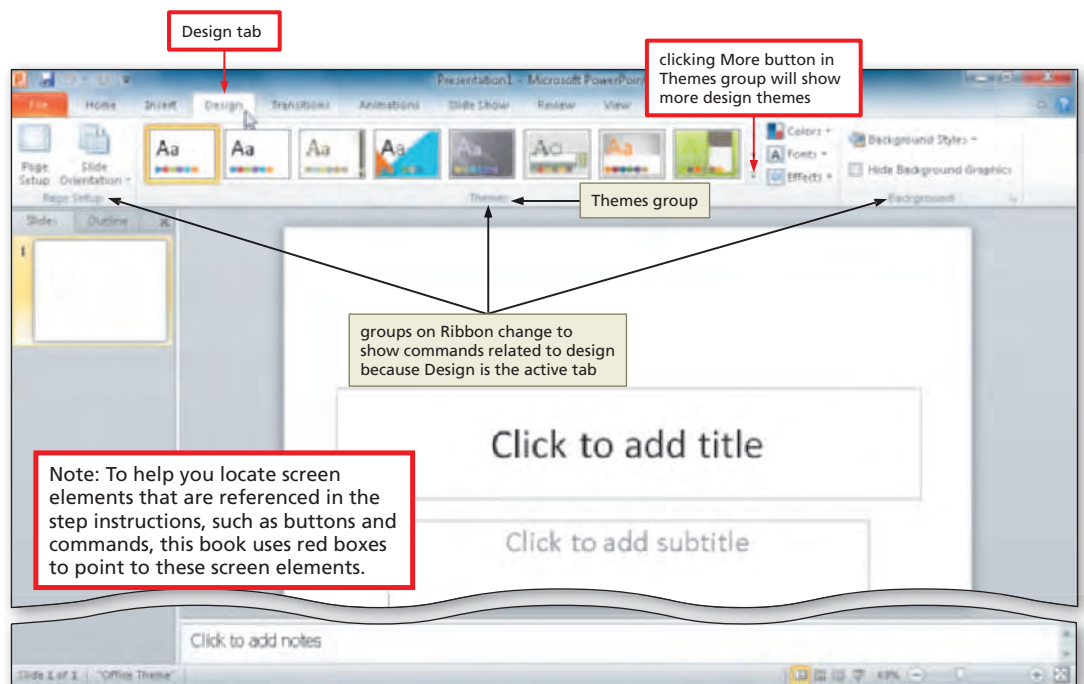 Design tab
clicking More button in
Themes group will show
more design themes
Presentation1 - Microsoft PowerPoint
File Home Insert Design Transitions Animations Slide Show Review View
Aa Aa Aa Aa Aa Aa Aa
Colors
Fonts
Effects
Background Styles
Hide Background Graphics
Page
Setup
Slide
Orientation
Page Setup
Themes
Background
Themes group
Slides Outline
1
groups on Ribbon change to
show commands related to design
because Design is the active tab
Click to add title
Note: To help you locate screen
elements that are referenced in the
step instructions, such as buttons and
commands, this book uses red boxes
to point to these screen elements.
Click to add subtitle
Click to add notes
Slide 1 of 1 "Office Theme"